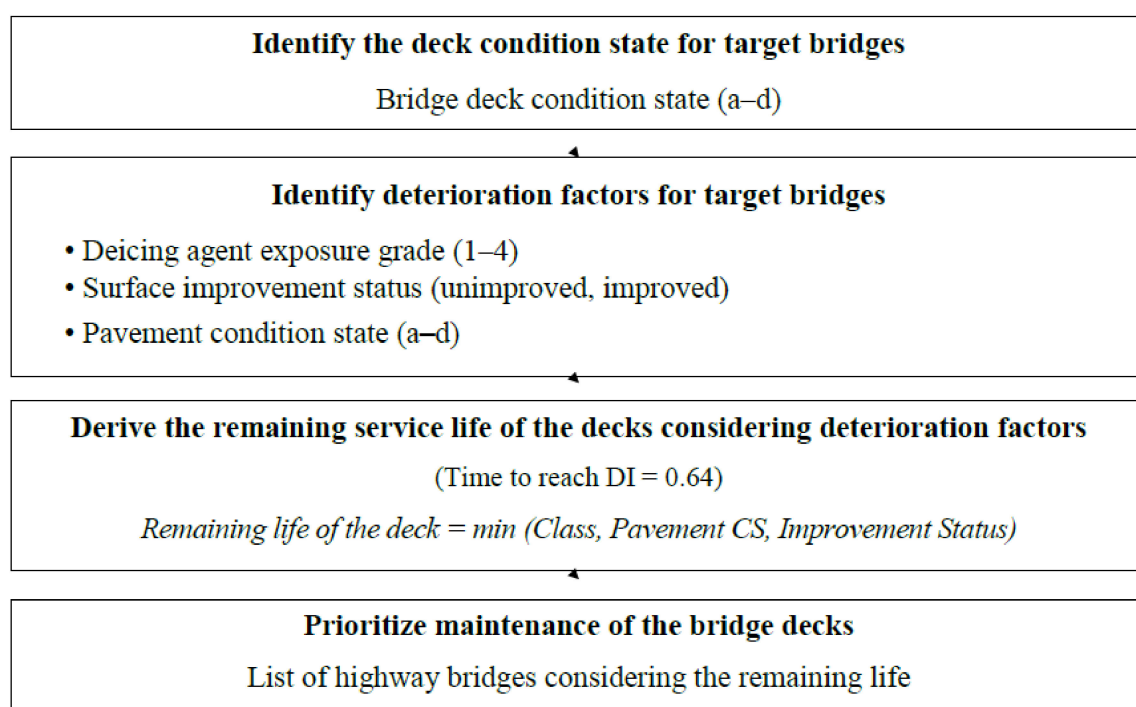 Identify the deck condition state for target bridges
Bridge deck condition state (a–d)
Identify deterioration factors for target bridges
• Deicing agent exposure grade (1–4)
• Surface improvement status (unimproved, improved)
• Pavement condition state (a–d)
Derive the remaining service life of the decks considering deterioration factors
(Time to reach DI = 0.64)
Remaining life of the deck = min (Class, Pavement CS, Improvement Status)
Prioritize maintenance of the bridge decks
List of highway bridges considering the remaining life